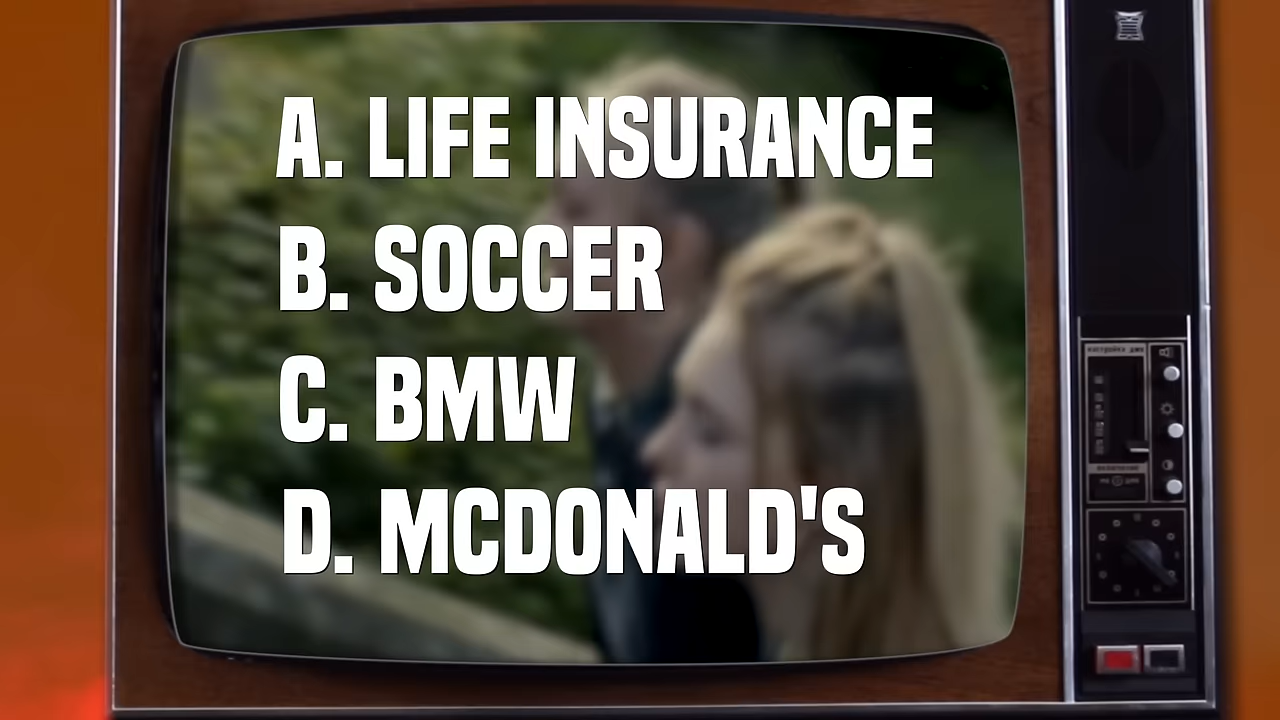 A. LIFE INSURANCE
B. SOCCER
C. BMW
D. MCDONALD'S